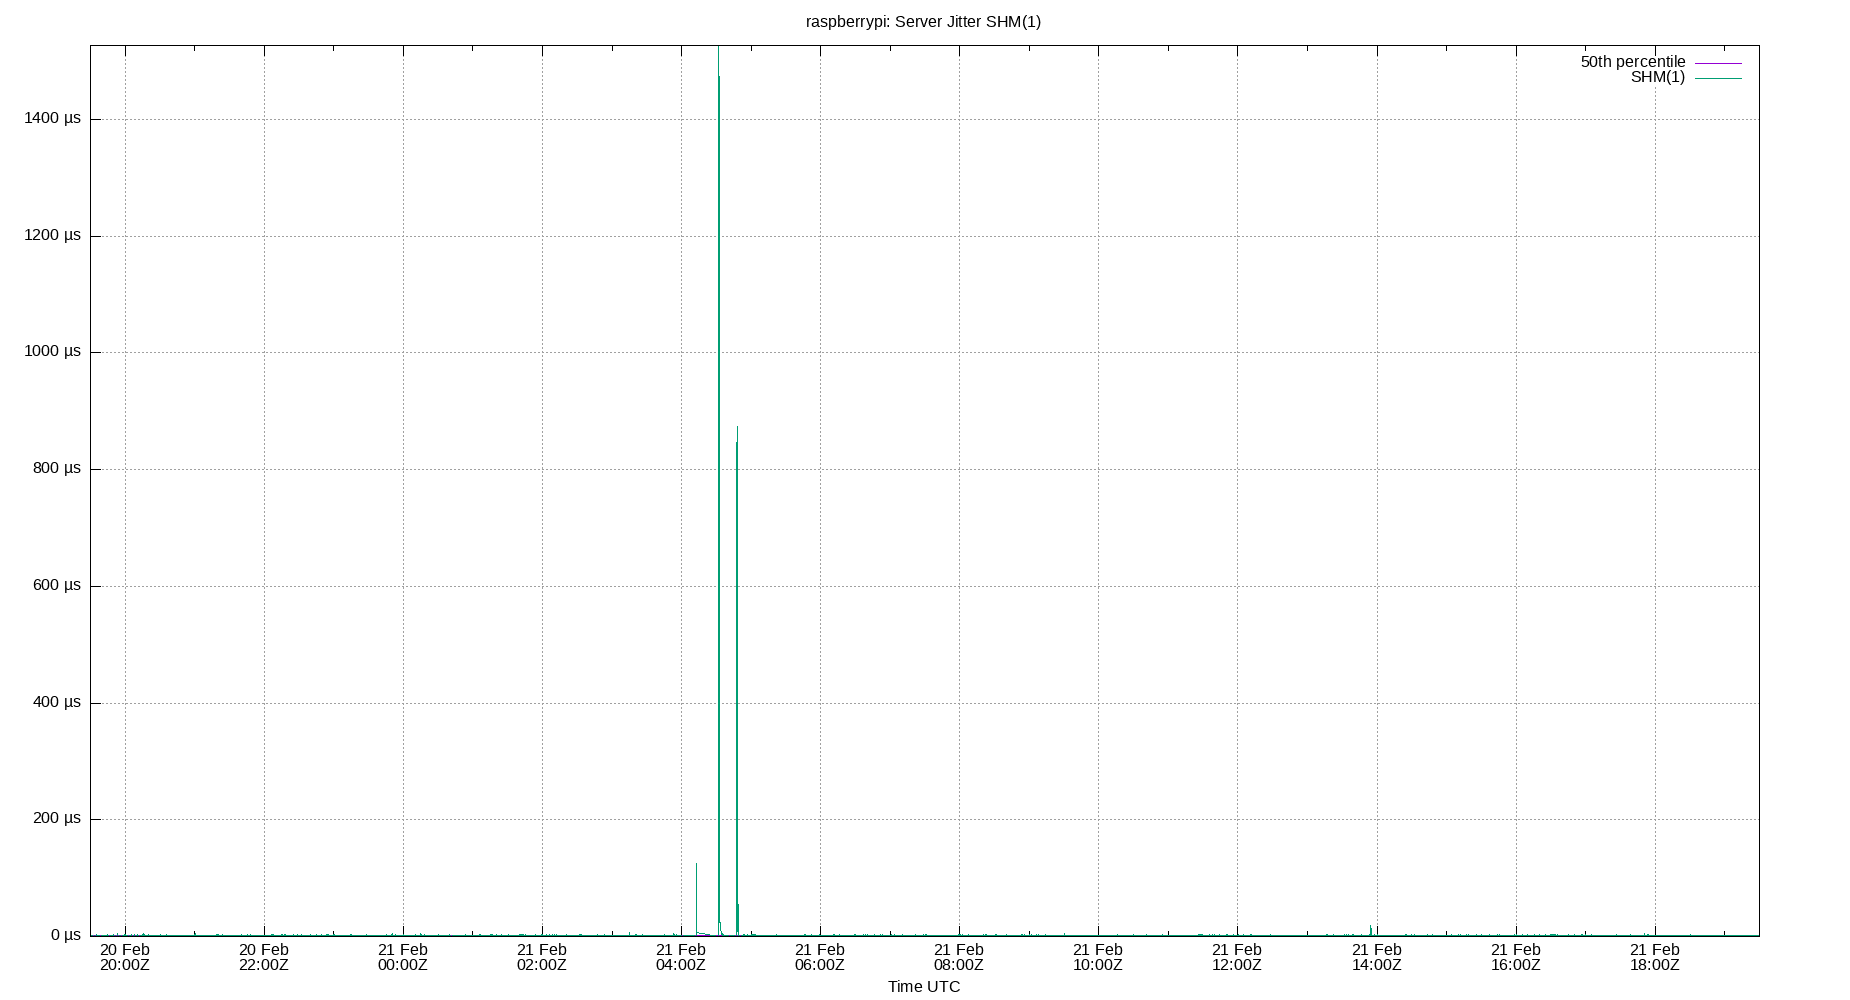 raspberrypi: Server Jitter SHM(1)
50th percentile
SHM(1)
1400 µs
1200 µs
1000 µs
800 µs
600 µs
400 µs
200 µs
0 µs
20 Feb 20 Feb 21 Feb 21 Feb 21 Feb 21 Feb 21 Feb 21 Feb 21 Feb 21 Feb 21 Feb 21 Feb
20:00Z 22:00Z 00:00Z 02:00Z 04:00Z 06:00Z 08:00Z 10:00Z 12:00Z 14:00Z 16:00Z 18:00Z
Time UTC